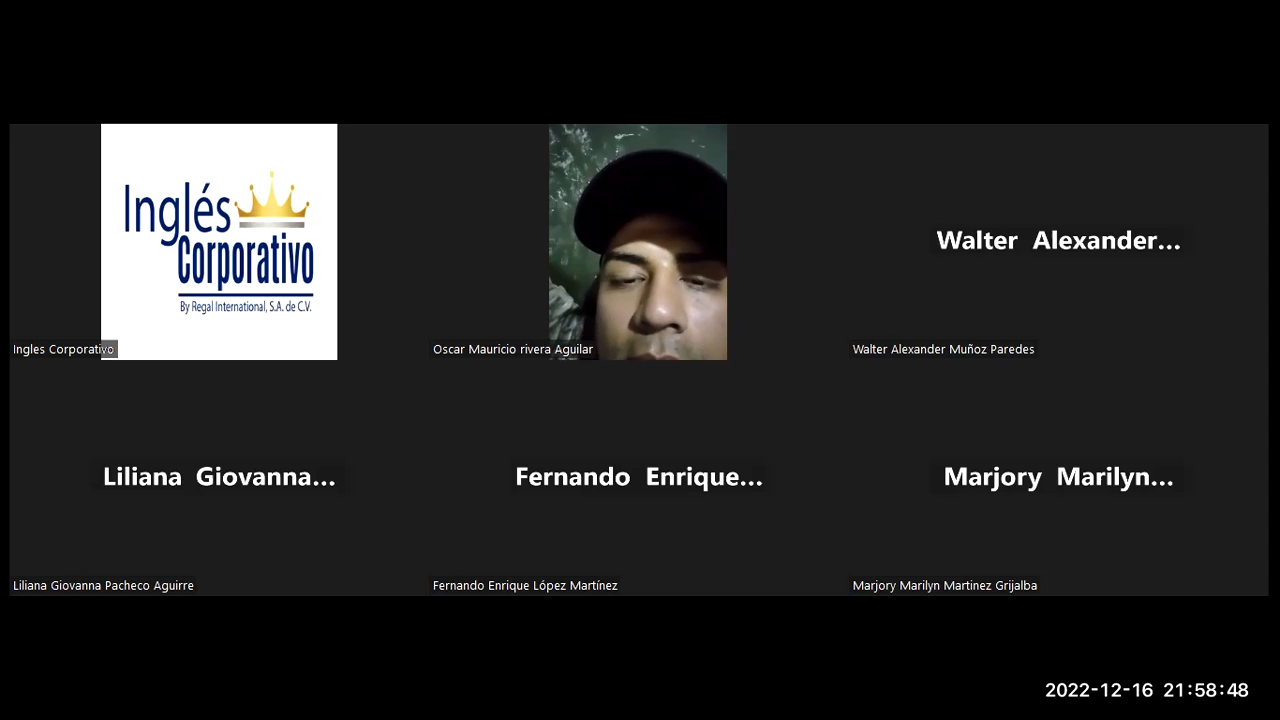 Inglés
Corporativo
By Regal International, S.A. de C.V.
Ingles Corporativo
Oscar Mauricio rivera Aguilar
Walter Alexander...
Walter Alexander Muñoz Paredes
Liliana Giovanna...
Liliana Giovanna Pacheco Aguirre
Fernando Enrique...
Fernando Enrique López Martínez
Marjory Marilyn...
Marjory Marilyn Martinez Grijalba
2022-12-16 21:58:48